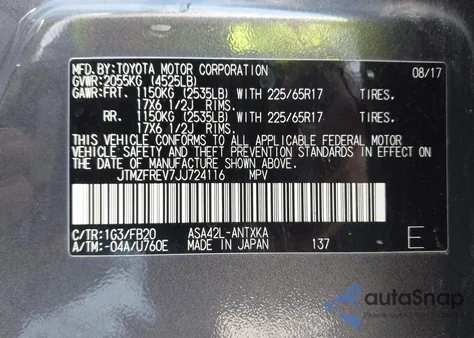 MFD.BY:TOYOTA MOTOR CORPORATION 08/17
GVWR:2055KG (4525LB)
GAWR:FRT. 1150KG (2535LB) WITH 225/65R17 TIRES.
17X6 1/2J RIMS.
RR. 1150KG (2535LB) WITH 225/65R17 TIRES.
17X6 1/2J RIMS.
THIS VEHICLE CONFORMS TO ALL APPLICABLE FEDERAL MOTOR
VEHICLE SAFETY, BUMPER, AND THEFT PREVENTION STANDARDS IN EFFECT ON
THE DATE OF MANUFACTURE SHOWN ABOVE.
JTMZFREV7JJ724116 MPV
C/TR:1G3/FB20 ASA42L-ANTXKA
A/TM:-04A/U760E MADE IN JAPAN 137 E
autoSnap